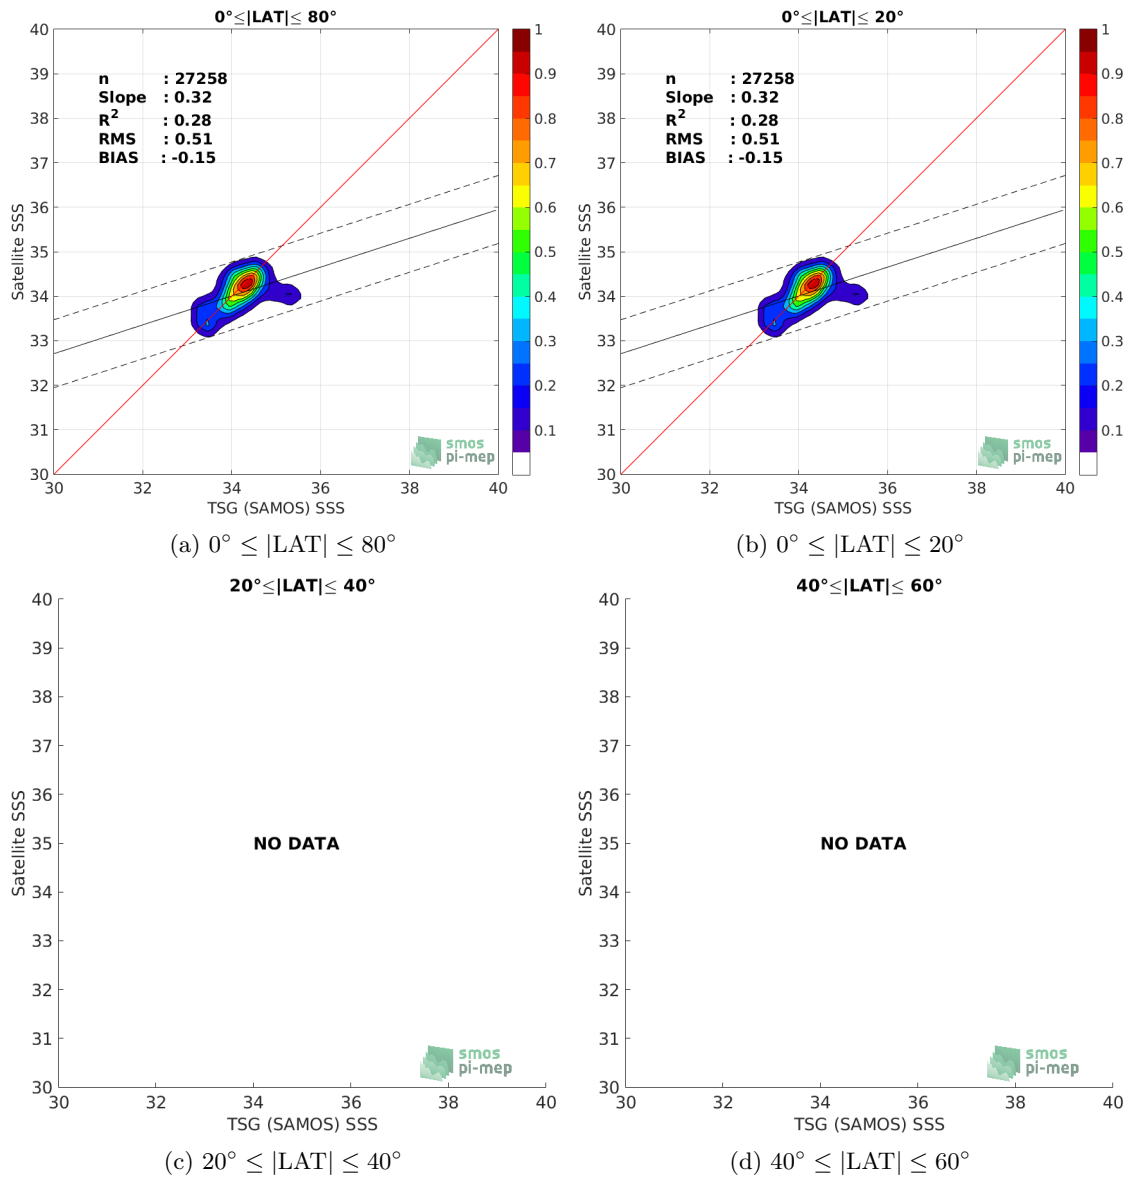 0°≤|LAT|≤ 80°
40
39
38
37
36
35
34
33
32
31
30
Satellite SSS
n : 27258
Slope : 0.32
R2 : 0.28
RMS : 0.51
BIAS : -0.15
smos
pi-mep
30 32 34 36 38 40
TSG (SAMOS) SSS
1
0.9
0.8
0.7
0.6
0.5
0.4
0.3
0.2
0.1
(a) 0° ≤ |LAT| ≤ 80°
0°≤|LAT|≤ 20°
40
39
38
37
36
35
34
33
32
31
30
Satellite SSS
n : 27258
Slope : 0.32
R2 : 0.28
RMS : 0.51
BIAS : -0.15
smos
pi-mep
30 32 34 36 38 40
TSG (SAMOS) SSS
1
0.9
0.8
0.7
0.6
0.5
0.4
0.3
0.2
0.1
(b) 0° ≤ |LAT| ≤ 20°
20°≤|LAT|≤ 40°
40
39
38
37
36
35
34
33
32
31
30
Satellite SSS
NO DATA
smos
pi-mep
30 32 34 36 38 40
TSG (SAMOS) SSS
(c) 20° ≤ |LAT| ≤ 40°
40°≤|LAT|≤ 60°
40
39
38
37
36
35
34
33
32
31
30
Satellite SSS
NO DATA
smos
pi-mep
30 32 34 36 38 40
TSG (SAMOS) SSS
(d) 40° ≤ |LAT| ≤ 60°